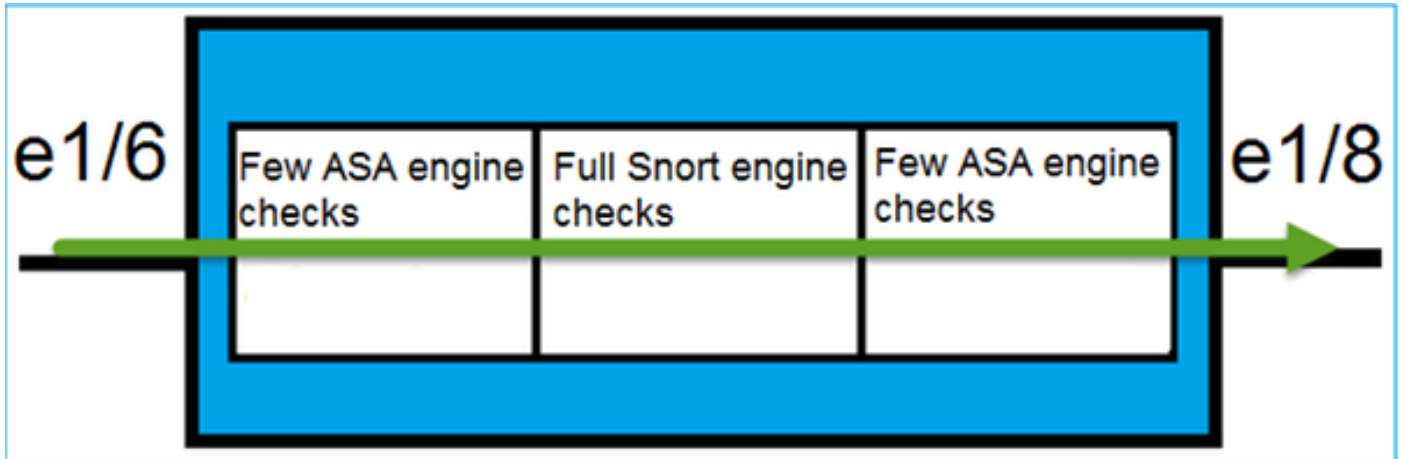 e1/6
Few ASA engine
checks
Full Snort engine
checks
Few ASA engine
checks
e1/8